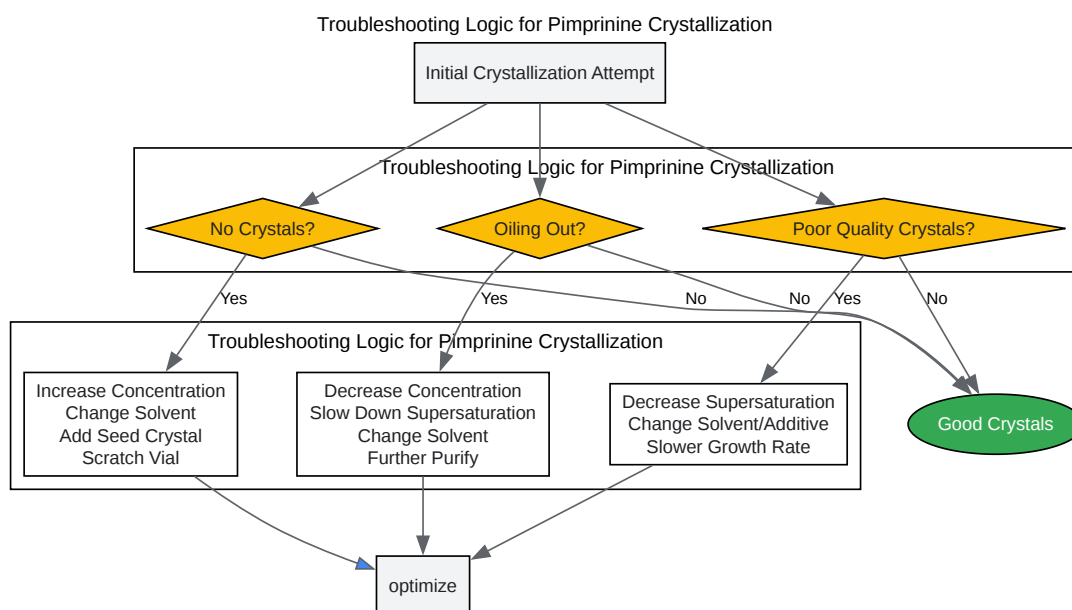 Troubleshooting Logic for Pimprinine Crystallization
Initial Crystallization Attempt
Troubleshooting Logic for Pimprinine Crystallization
No Crystals?
Oiling Out?
Poor Quality Crystals?
Yes
Yes
No
No
Yes
No
Troubleshooting Logic for Pimprinine Crystallization
Increase Concentration
Change Solvent
Add Seed Crystal
Scratch Vial
Decrease Concentration
Slow Down Supersaturation
Change Solvent
Further Purify
Decrease Supersaturation
Change Solvent/Additive
Slower Growth Rate
Good Crystals
optimize